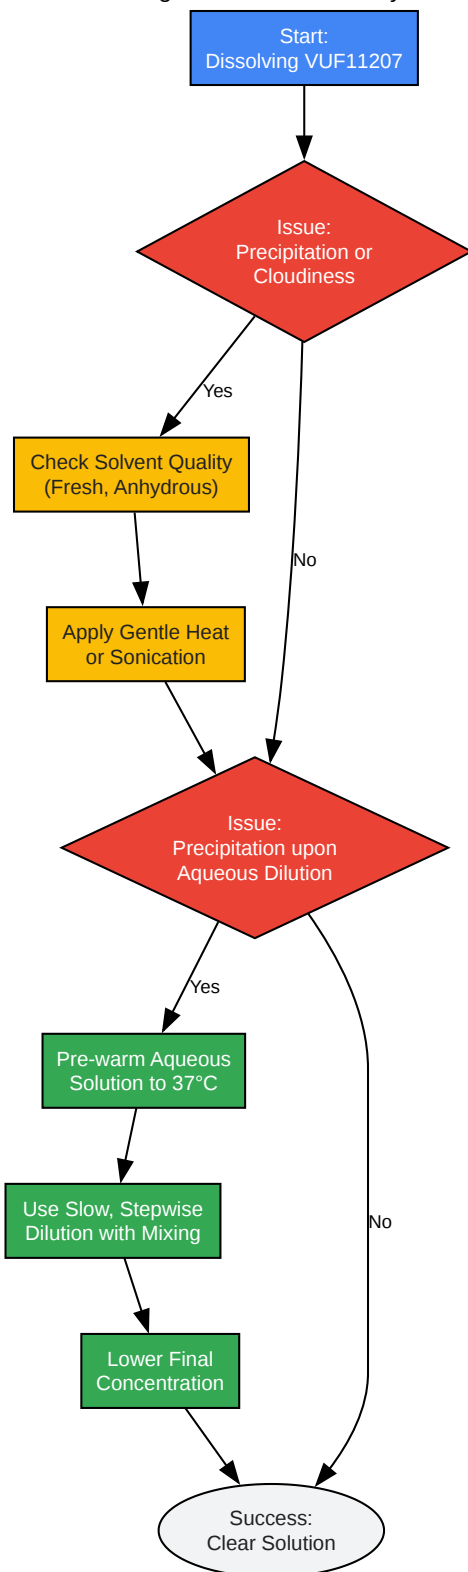 Start:
Dissolving VUF11207
Issue:
Precipitation or
Cloudiness
Yes
Check Solvent Quality
(Fresh, Anhydrous)
No
Apply Gentle Heat
or Sonication
Issue:
Precipitation upon
Aqueous Dilution
Yes
Pre-warm Aqueous
Solution to 37°C
Use Slow, Stepwise
Dilution with Mixing
No
Lower Final
Concentration
Success:
Clear Solution